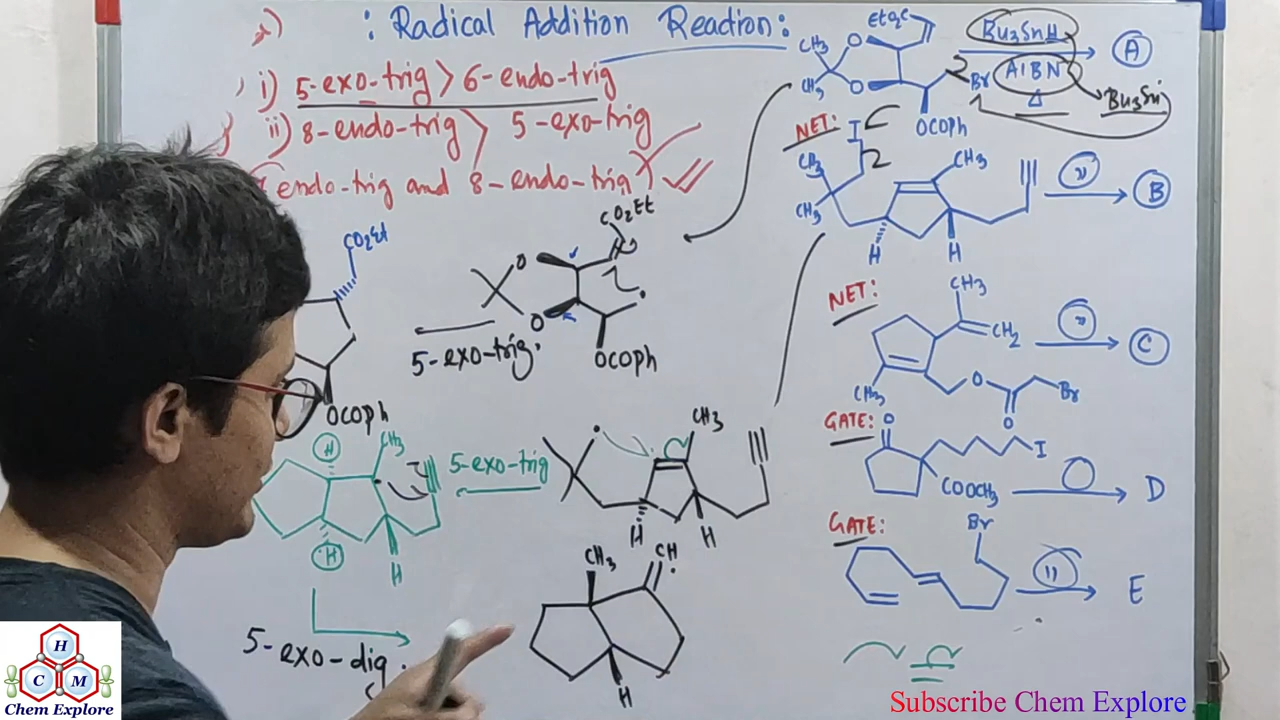 : Radical Addition Reaction:
i) 5-exo-trig > 6-endo-trig
ii) 8-endo-trig > 5-exo-trig
endo-trig and 8-endo-trig
EtO₂C
CH₃
O
O
CH₃
Br
OCOPh
Bu₃SnH
AIBN
Δ
A
Bu₃Sn
NET:
I
CH₃
CH₃
CH₃
H
H
"
B
NET:
CH₃
CH₂
CH₃
O
O
Br
"
C
GATE:
O
I
COOCH₃
D
GATE:
Br
"
E
CO₂Et
O
O
OCOPh
5-exo-trig.
CO₂Et
OCOPh
CH₃
H
H
5-exo-trig
H
CH₃
H
H
5-exo-dig.
CH₃
CH
H
H
C M
Chem Explore
Subscribe Chem Explore